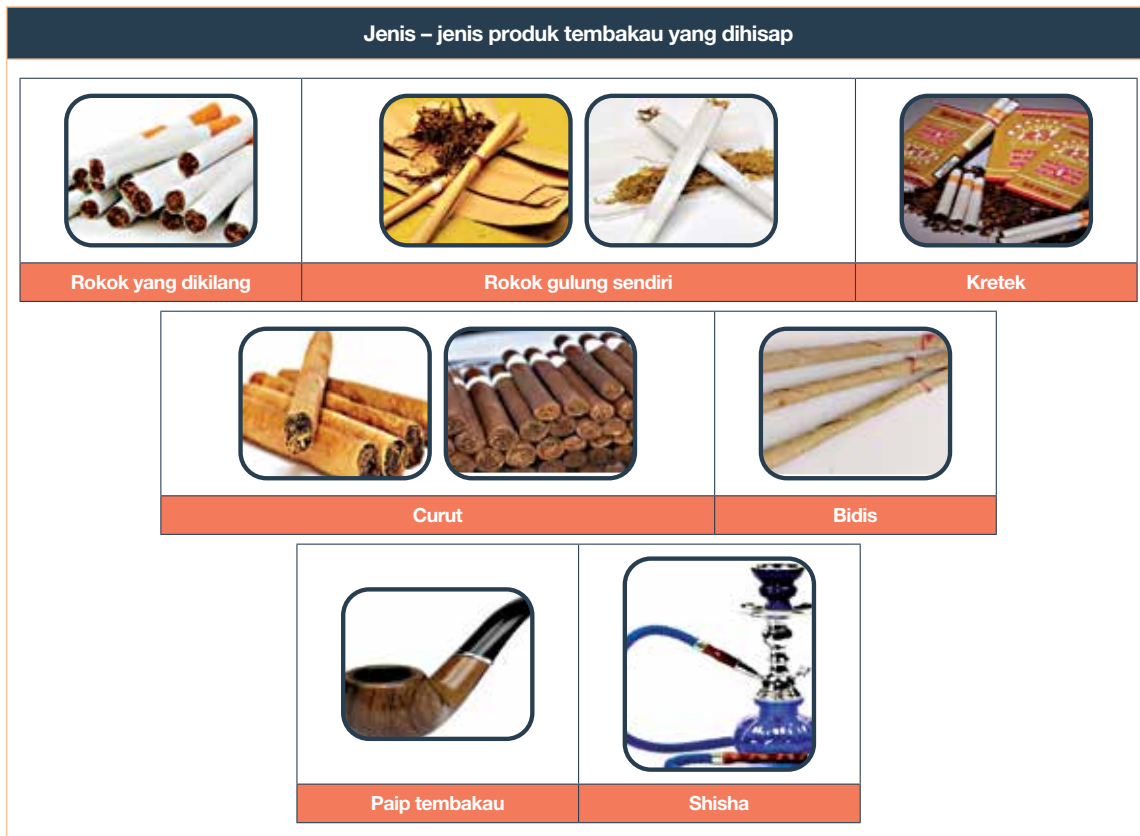 Jenis – jenis produk tembakau yang dihisap
Rokok yang dikilang
Rokok gulung sendiri
Kretek
Curut
Bidis
Paip tembakau
Shisha